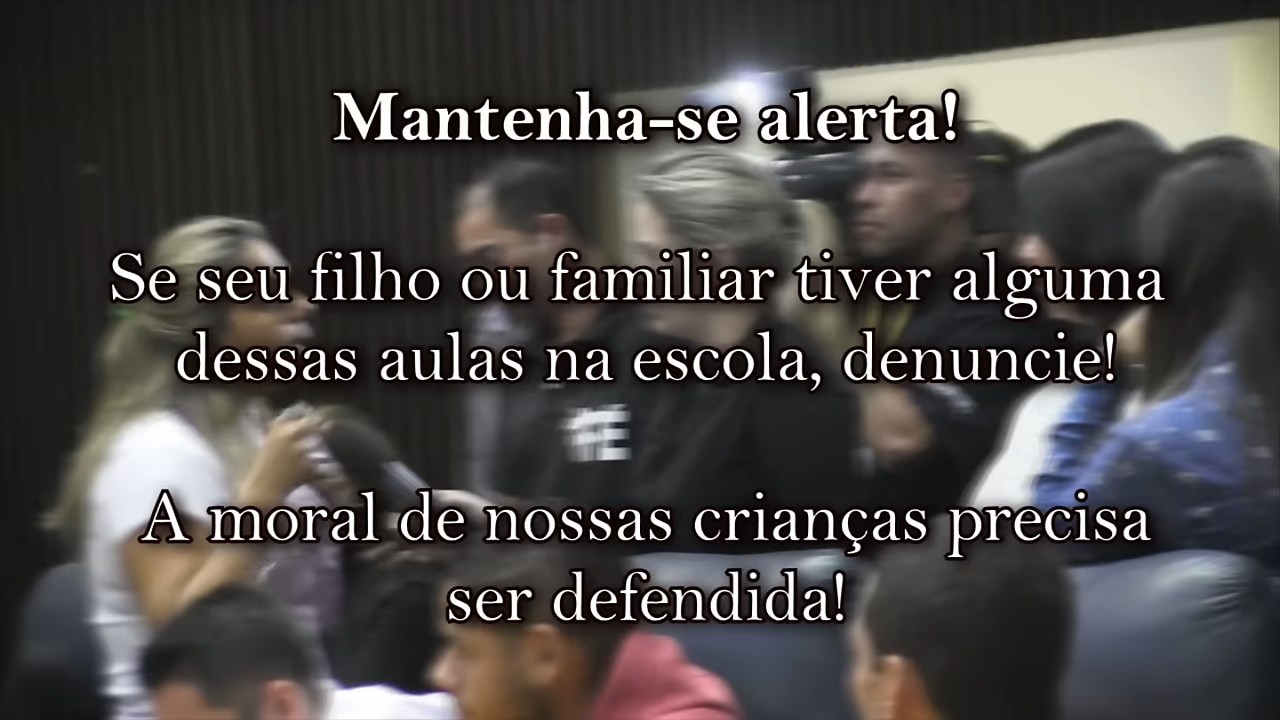 Mantenha-se alerta!
Se seu filho ou familiar tiver alguma
dessas aulas na escola, denuncie!
A moral de nossas crianças precisa
ser defendida!